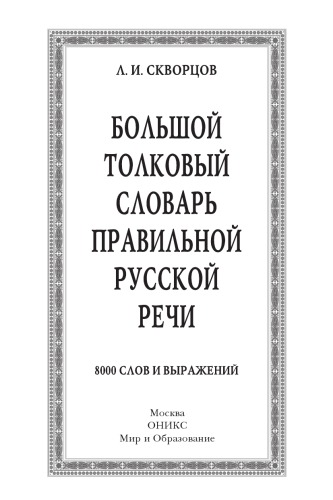 Л. И. СКВОРЦОВ
БОЛЬШОЙ
ТОЛКОВЫЙ
СЛОВАРЬ
ПРАВИЛЬНОЙ
РУССКОЙ
РЕЧИ
8000 СЛОВ И ВЫРАЖЕНИЙ
Москва
ОНИКС
Мир и Образование